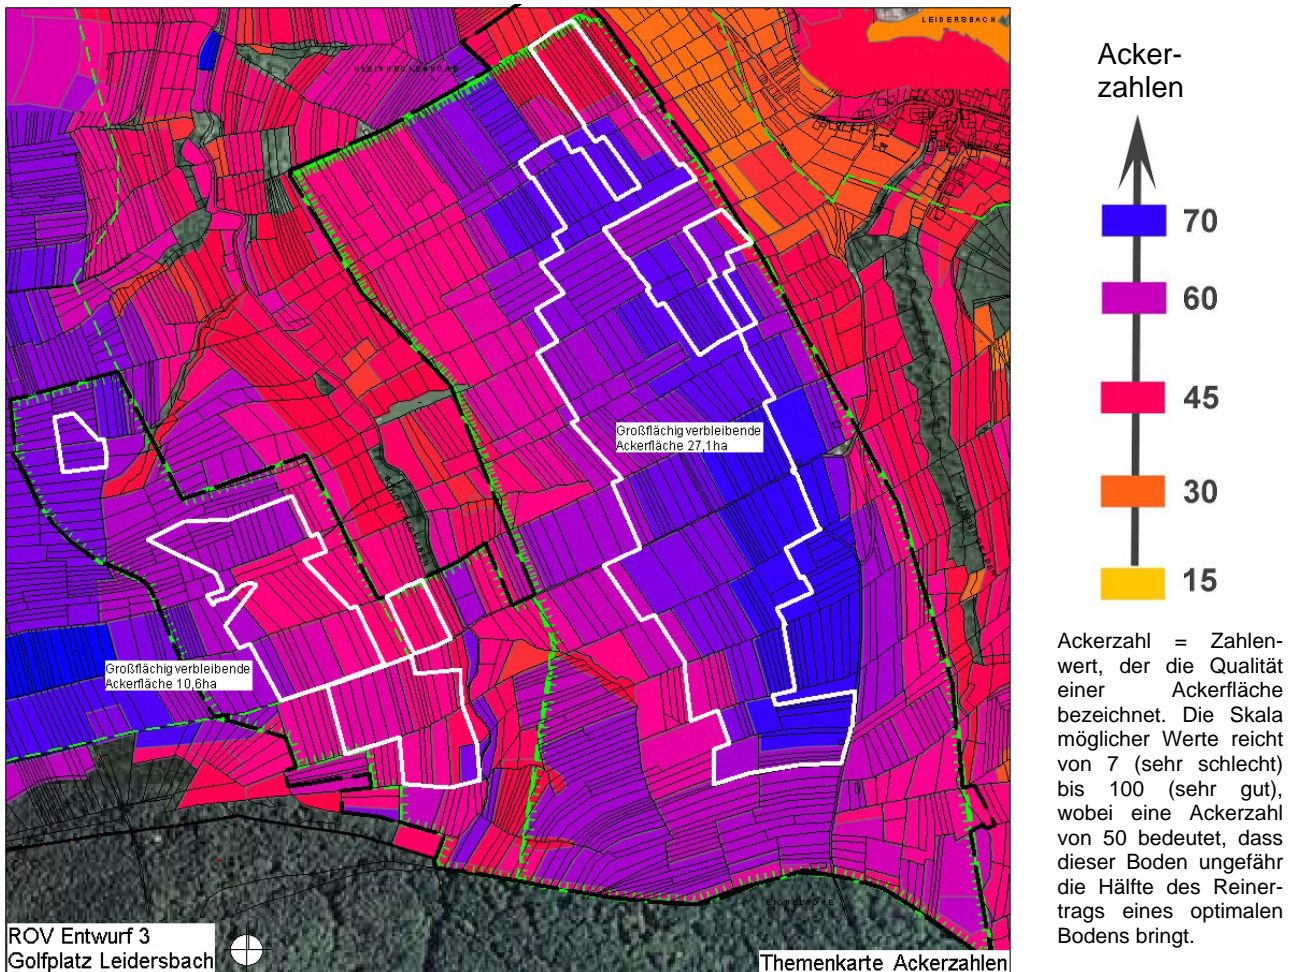 LEIDERSBACH
Großflächig verbleibende
Ackerfläche 27,1ha
Großflächig verbleibende
Ackerfläche 10,6ha
ROV Entwurf 3
Golfplatz Leidersbach
Themenkarte Ackerzahlen
Acker-
zahlen
70
60
45
30
15
Ackerzahl = Zahlen-
wert, der die Qualität
einer Ackerfläche
bezeichnet. Die Skala
möglicher Werte reicht
von 7 (sehr schlecht)
bis 100 (sehr gut),
wobei eine Ackerzahl
von 50 bedeutet, dass
dieser Boden ungefähr
die Hälfte des Reiner-
trags eines optimalen
Bodens bringt.